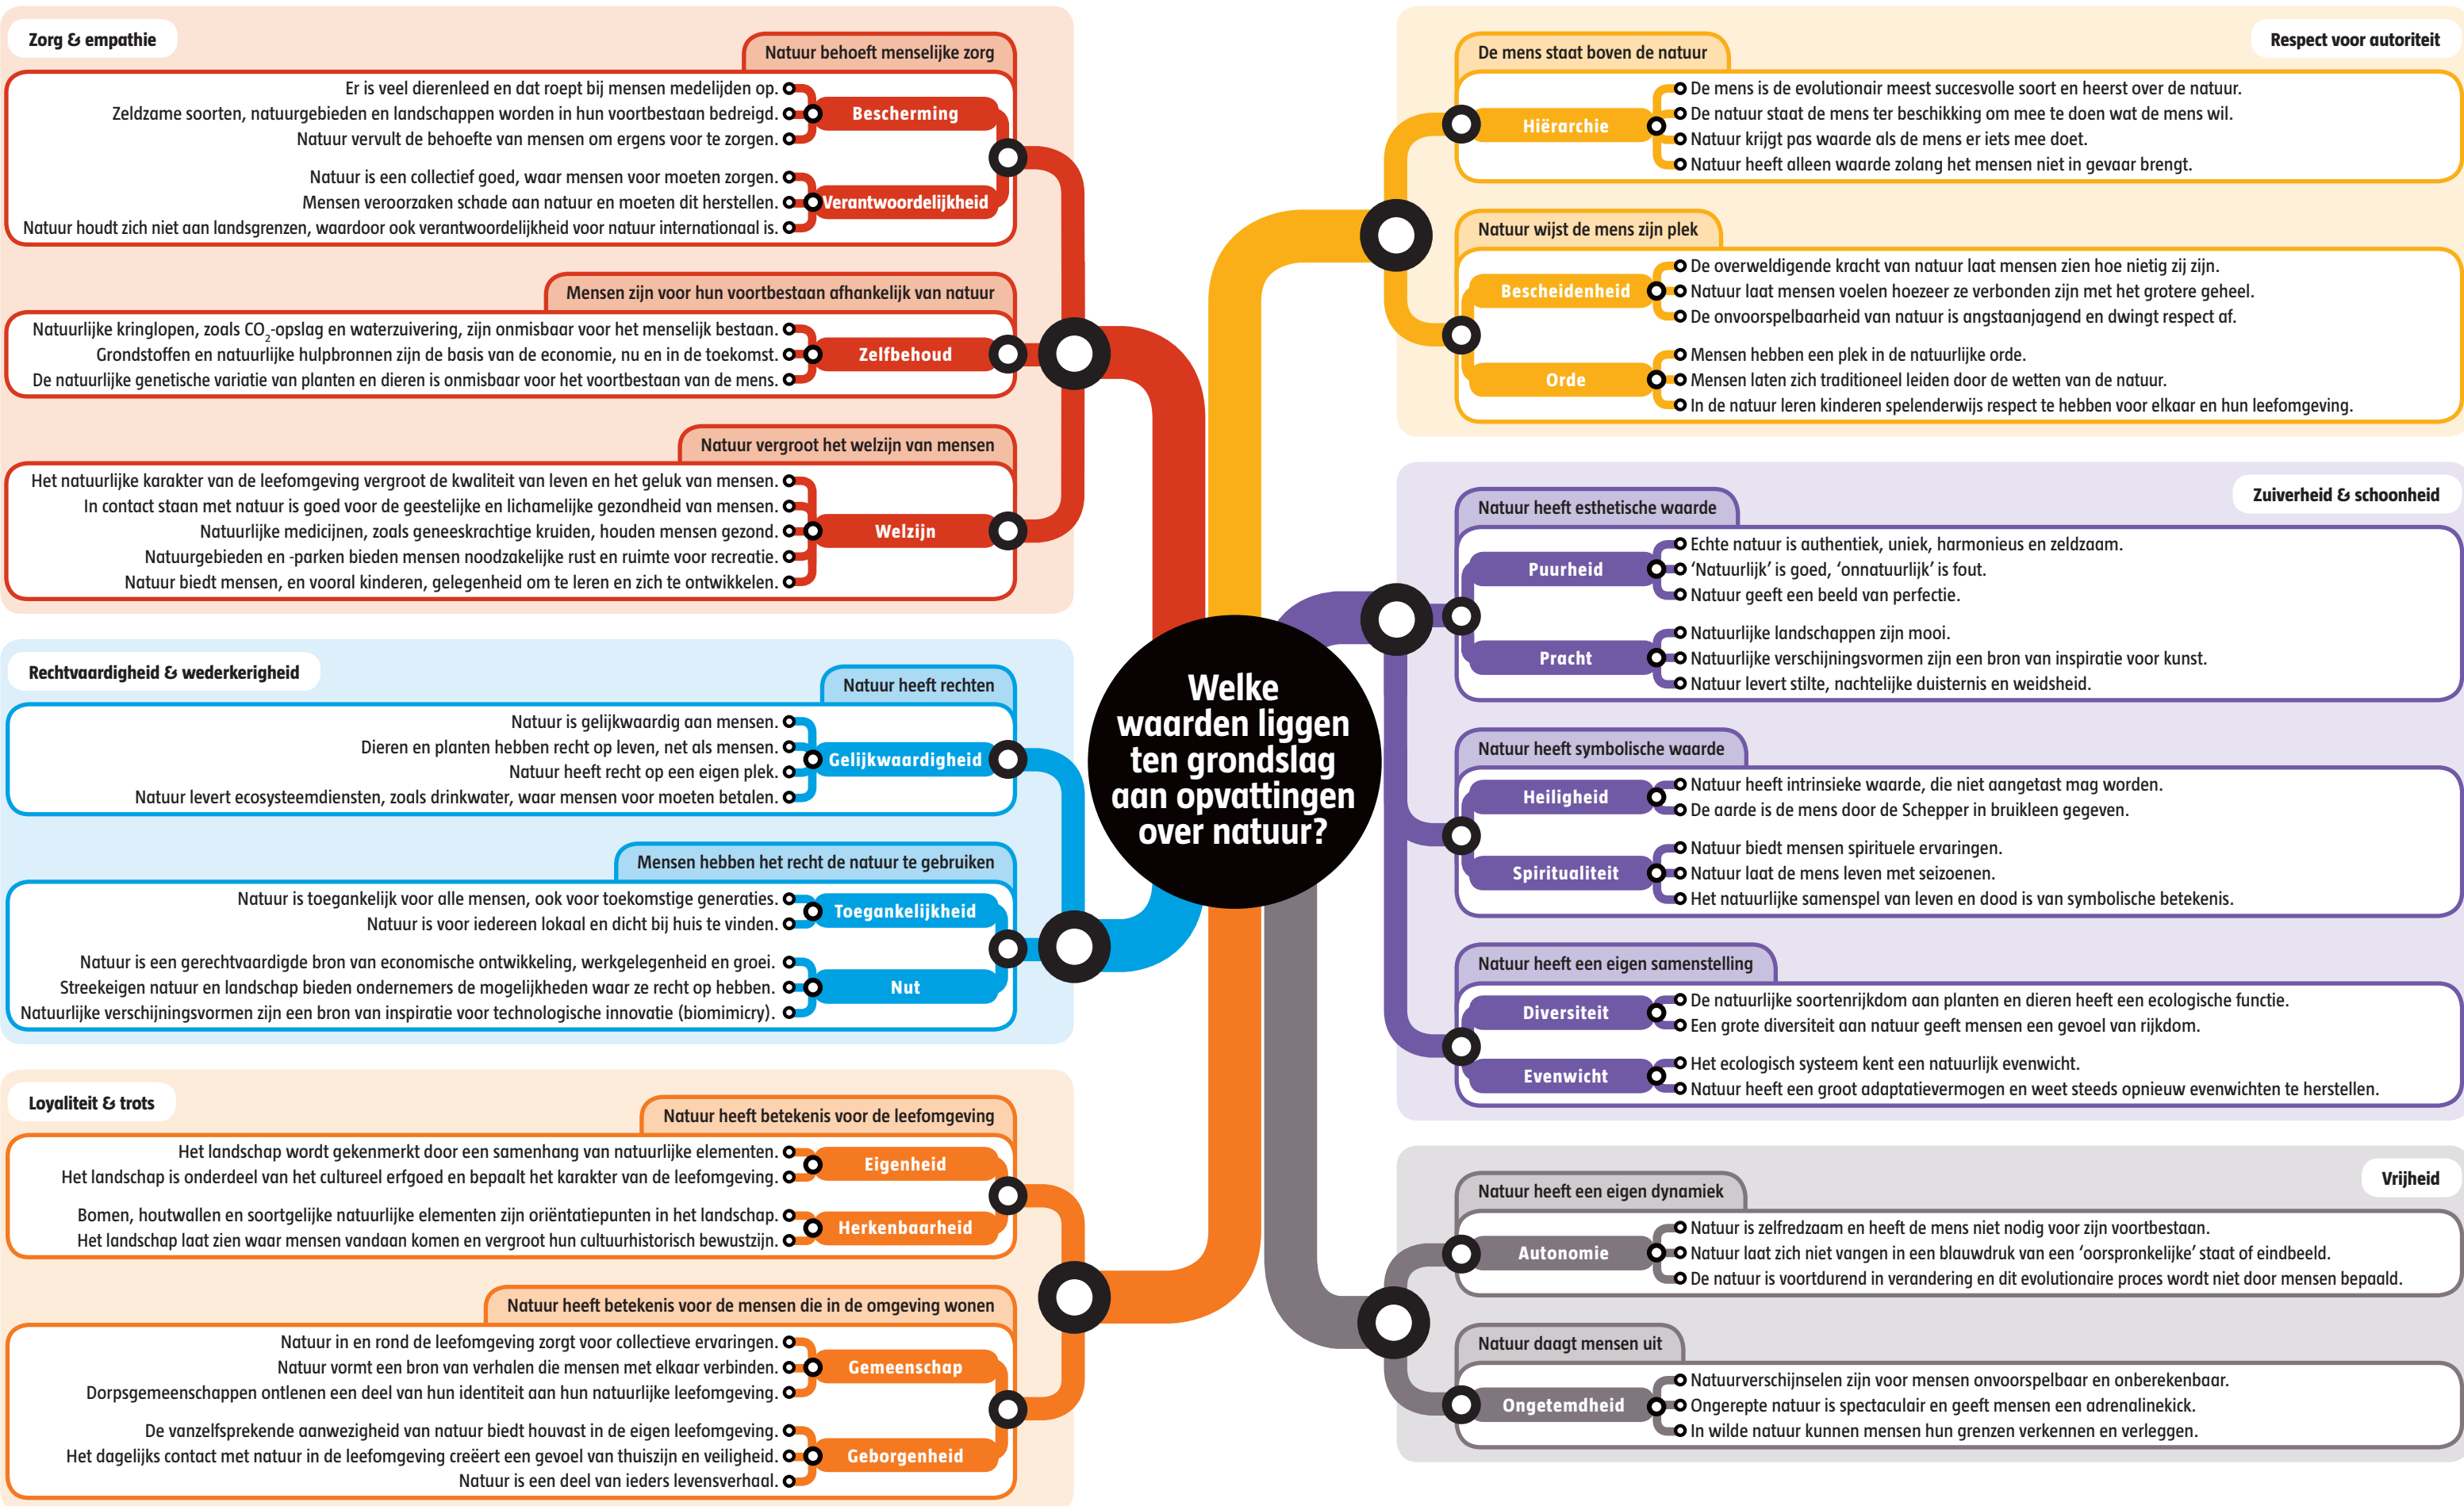 Zorg & empathie
Natuur behoeft menselijke zorg
Er is veel dierenleed en dat roept bij mensen medelijden op.
Zeldzame soorten, natuurgebieden en landschappen worden in hun voortbestaan bedreigd.
Natuur vervult de behoefte van mensen om ergens voor te zorgen.
Bescherming
Natuur is een collectief goed, waar mensen voor moeten zorgen.
Mensen veroorzaken schade aan natuur en moeten dit herstellen.
Natuur houdt zich niet aan landsgrenzen, waardoor ook verantwoordelijkheid voor natuur internationaal is.
Verantwoordelijkheid
Mensen zijn voor hun voortbestaan afhankelijk van natuur
Natuurlijke kringlopen, zoals CO₂-opslag en waterzuivering, zijn onmisbaar voor het menselijk bestaan.
Grondstoffen en natuurlijke hulpbronnen zijn de basis van de economie, nu en in de toekomst.
De natuurlijke genetische variatie van planten en dieren is onmisbaar voor het voortbestaan van de mens.
Zelfbehoud
Natuur vergroot het welzijn van mensen
Het natuurlijke karakter van de leefomgeving vergroot de kwaliteit van leven en het geluk van mensen.
In contact staan met natuur is goed voor de geestelijke en lichamelijke gezondheid van mensen.
Natuurlijke medicijnen, zoals geneeskrachtige kruiden, houden mensen gezond.
Natuurgebieden en -parken bieden mensen noodzakelijke rust en ruimte voor recreatie.
Natuur biedt mensen, en vooral kinderen, gelegenheid om te leren en zich te ontwikkelen.
Welzijn
Rechtvaardigheid & wederkerigheid
Natuur heeft rechten
Natuur is gelijkwaardig aan mensen.
Dieren en planten hebben recht op leven, net als mensen.
Natuur heeft recht op een eigen plek.
Natuur levert ecosysteemdiensten, zoals drinkwater, waar mensen voor moeten betalen.
Gelijkwaardigheid
Mensen hebben het recht de natuur te gebruiken
Natuur is toegankelijk voor alle mensen, ook voor toekomstige generaties.
Natuur is voor iedereen lokaal en dicht bij huis te vinden.
Toegankelijkheid
Natuur is een gerechtvaardigde bron van economische ontwikkeling, werkgelegenheid en groei.
Streekeigen natuur en landschap bieden ondernemers de mogelijkheden waar ze recht op hebben.
Natuurlijke verschijningsvormen zijn een bron van inspiratie voor technologische innovatie (biomimicry).
Nut
Loyaliteit & trots
Natuur heeft betekenis voor de leefomgeving
Het landschap wordt gekenmerkt door een samenhang van natuurlijke elementen.
Het landschap is onderdeel van het cultureel erfgoed en bepaalt het karakter van de leefomgeving.
Eigenheid
Bomen, houtwallen en soortgelijke natuurlijke elementen zijn oriëntatiepunten in het landschap.
Het landschap laat zien waar mensen vandaan komen en vergroot hun cultuurhistorisch bewustzijn.
Herkenbaarheid
Natuur heeft betekenis voor de mensen die in de omgeving wonen
Natuur in en rond de leefomgeving zorgt voor collectieve ervaringen.
Natuur vormt een bron van verhalen die mensen met elkaar verbinden.
Dorpsgemeenschappen ontlenen een deel van hun identiteit aan hun natuurlijke leefomgeving.
Gemeenschap
De vanzelfsprekende aanwezigheid van natuur biedt houvast in de eigen leefomgeving.
Het dagelijks contact met natuur in de leefomgeving creëert een gevoel van thuiszijn en veiligheid.
Natuur is een deel van ieders levensverhaal.
Geborgenheid
Welke
waarden liggen
ten grondslag
aan opvattingen
over natuur?
Respect voor autoriteit
De mens staat boven de natuur
Hiërarchie
De mens is de evolutionair meest succesvolle soort en heerst over de natuur.
De natuur staat de mens ter beschikking om mee te doen wat de mens wil.
Natuur krijgt pas waarde als de mens er iets mee doet.
Natuur heeft alleen waarde zolang het mensen niet in gevaar brengt.
Natuur wijst de mens zijn plek
Bescheidenheid
De overweldigende kracht van natuur laat mensen zien hoe nietig zij zijn.
Natuur laat mensen voelen hoezeer ze verbonden zijn met het grotere geheel.
De onvoorspelbaarheid van natuur is angstaanjagend en dwingt respect af.
Orde
Mensen hebben een plek in de natuurlijke orde.
Mensen laten zich traditioneel leiden door de wetten van de natuur.
In de natuur leren kinderen spelenderwijs respect te hebben voor elkaar en hun leefomgeving.
Zuiverheid & schoonheid
Natuur heeft esthetische waarde
Puurheid
Echte natuur is authentiek, uniek, harmonieus en zeldzaam.
‘Natuurlijk’ is goed, ‘onnatuurlijk’ is fout.
Natuur geeft een beeld van perfectie.
Pracht
Natuurlijke landschappen zijn mooi.
Natuurlijke verschijningsvormen zijn een bron van inspiratie voor kunst.
Natuur levert stilte, nachtelijke duisternis en weidsheid.
Natuur heeft symbolische waarde
Heiligheid
Natuur heeft intrinsieke waarde, die niet aangetast mag worden.
De aarde is de mens door de Schepper in bruikleen gegeven.
Spiritualiteit
Natuur biedt mensen spirituele ervaringen.
Natuur laat de mens leven met seizoenen.
Het natuurlijke samenspel van leven en dood is van symbolische betekenis.
Natuur heeft een eigen samenstelling
Diversiteit
De natuurlijke soortenrijkdom aan planten en dieren heeft een ecologische functie.
Een grote diversiteit aan natuur geeft mensen een gevoel van rijkdom.
Evenwicht
Het ecologisch systeem kent een natuurlijk evenwicht.
Natuur heeft een groot adaptatievermogen en weet steeds opnieuw evenwichten te herstellen.
Vrijheid
Natuur heeft een eigen dynamiek
Autonomie
Natuur is zelfredzaam en heeft de mens niet nodig voor zijn voortbestaan.
Natuur laat zich niet vangen in een blauwdruk van een ‘oorspronkelijke’ staat of eindbeeld.
De natuur is voortdurend in verandering en dit evolutionaire proces wordt niet door mensen bepaald.
Natuur daagt mensen uit
Ongetemdheid
Natuurverschijnselen zijn voor mensen onvoorspelbaar en onberekenbaar.
Ongerepte natuur is spectaculair en geeft mensen een adrenalinekick.
In wilde natuur kunnen mensen hun grenzen verkennen en verleggen.